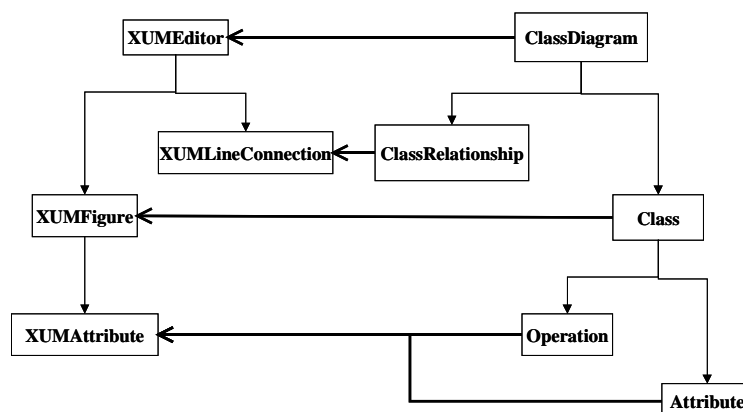 XUMEditor
ClassDiagram
XUMLineConnection
ClassRelationship
XUMFigure
Class
XUMAttribute
Operation
Attribute